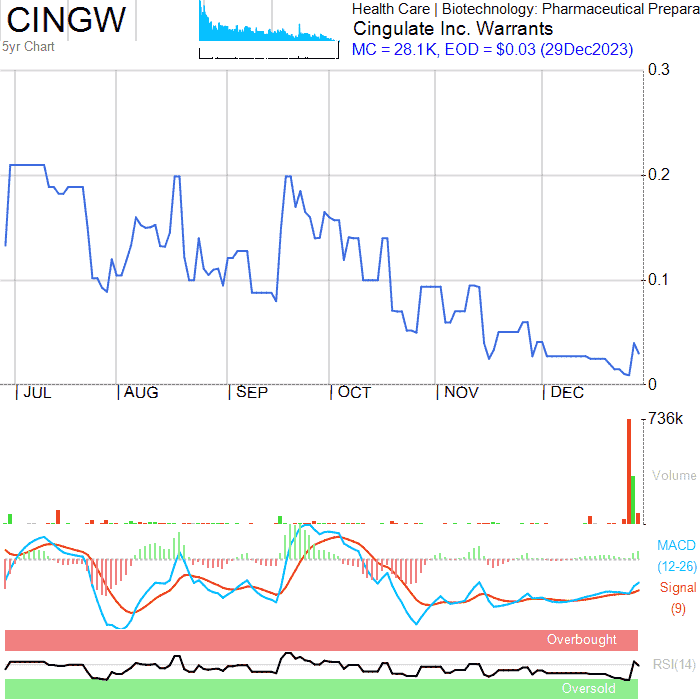 CINGW
5yr Chart
Health Care | Biotechnology: Pharmaceutical Prepara
Cingulate Inc. Warrants
MC = 28.1K, EOD = $0.03 (29Dec2023)
0.3
0.2
0.1
0
JUL AUG SEP OCT NOV DEC
736k
Volume
MACD
(12-26)
Signal
(9)
Overbought
RSI(14)
Oversold